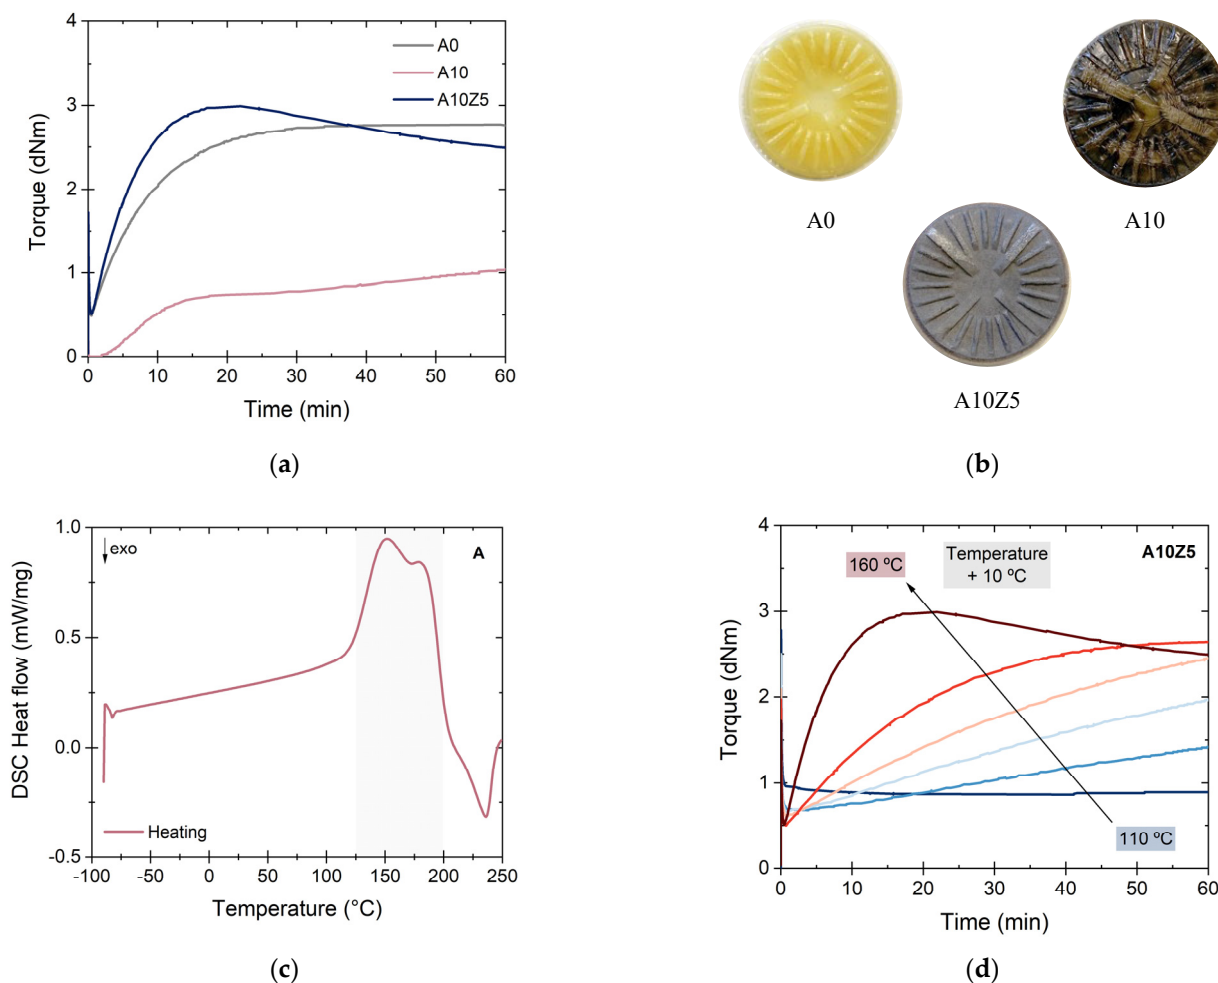 4
3
2
1
0
Torque (dNm)
A0
A10
A10Z5
0 10 20 30 40 50 60
Time (min)
(a)
A0
A10
A10Z5
(b)
1.0
0.5
0.0
-0.5
DSC Heat flow (mW/mg)
exo
A
Heating
-100 -50 0 50 100 150 200 250
Temperature (°C)
(c)
4
3
2
1
0
Torque (dNm)
160 ºC
Temperature
+ 10 ºC
A10Z5
110 ºC
0 10 20 30 40 50 60
Time (min)
(d)